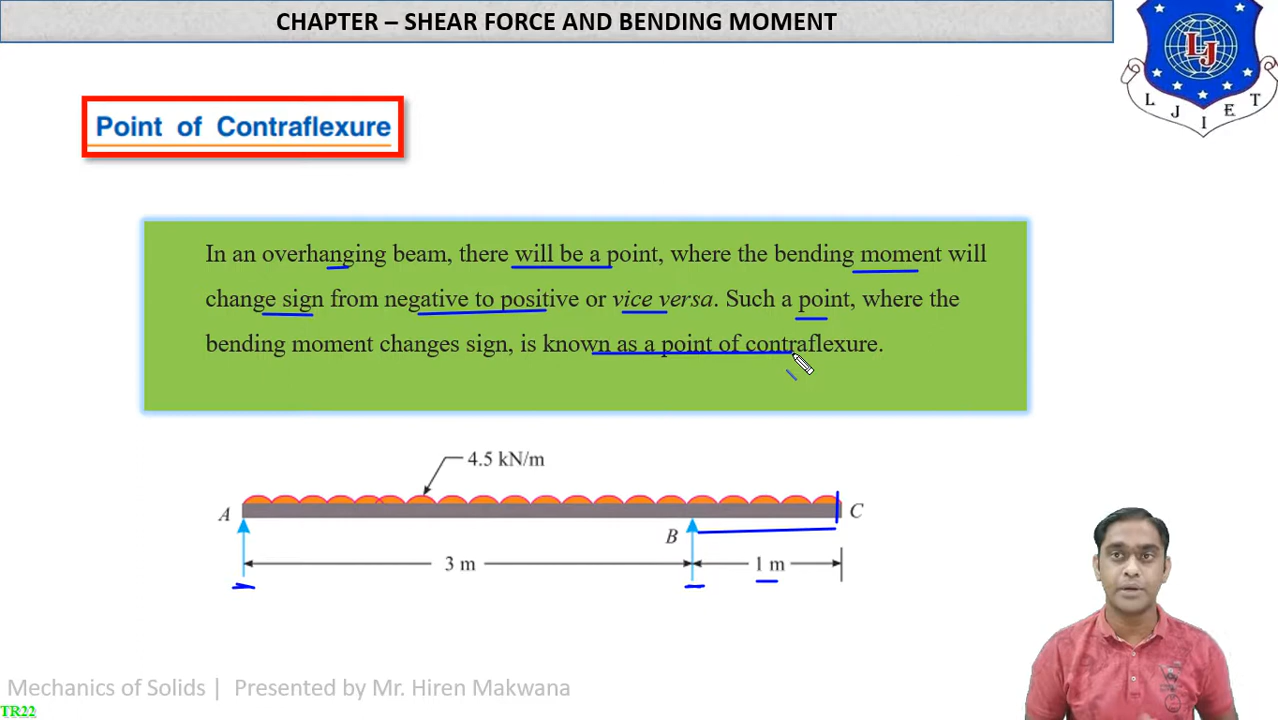 CHAPTER – SHEAR FORCE AND BENDING MOMENT
LJ
L J I E T
Point of Contraflexure
In an overhanging beam, there will be a point, where the bending moment will
change sign from negative to positive or vice versa. Such a point, where the
bending moment changes sign, is known as a point of contraflexure.
4.5 kN/m
A
C
B
3 m
1 m
Mechanics of Solids | Presented by Mr. Hiren Makwana
TR22